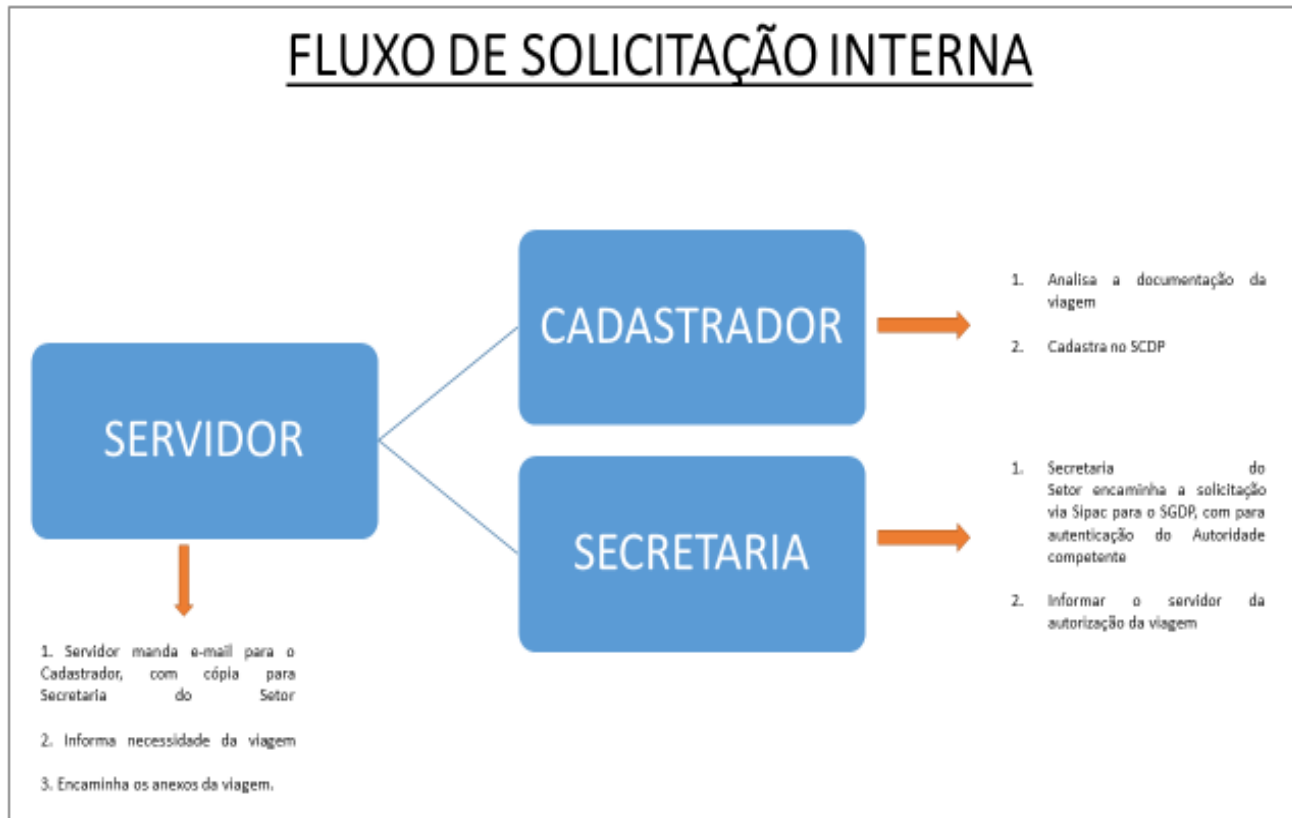 FLUXO DE SOLICITAÇÃO INTERNA
SERVIDOR
1. Servidor manda e-mail para o
Cadastrador, com cópia para
Secretaria do Setor
2. Informa necessidade da viagem
3. Encaminha os anexos da viagem.
CADASTRADOR
1. Analisa a documentação da
viagem
2. Cadastra no SCDP
SECRETARIA
1. Secretaria do
Setor encaminha a solicitação
via Sipac para o SGDP, com para
autenticação do Autoridade
competente
2. Informar o servidor da
autorização da viagem